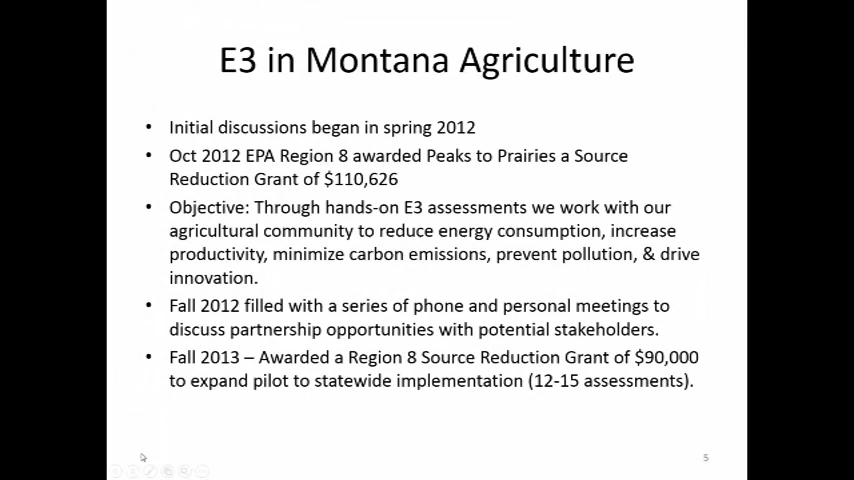 E3 in Montana Agriculture
• Initial discussions began in spring 2012
• Oct 2012 EPA Region 8 awarded Peaks to Prairies a Source
Reduction Grant of $110,626
• Objective: Through hands-on E3 assessments we work with our
agricultural community to reduce energy consumption, increase
productivity, minimize carbon emissions, prevent pollution, & drive
innovation.
• Fall 2012 filled with a series of phone and personal meetings to
discuss partnership opportunities with potential stakeholders.
• Fall 2013 – Awarded a Region 8 Source Reduction Grant of $90,000
to expand pilot to statewide implementation (12-15 assessments).
5